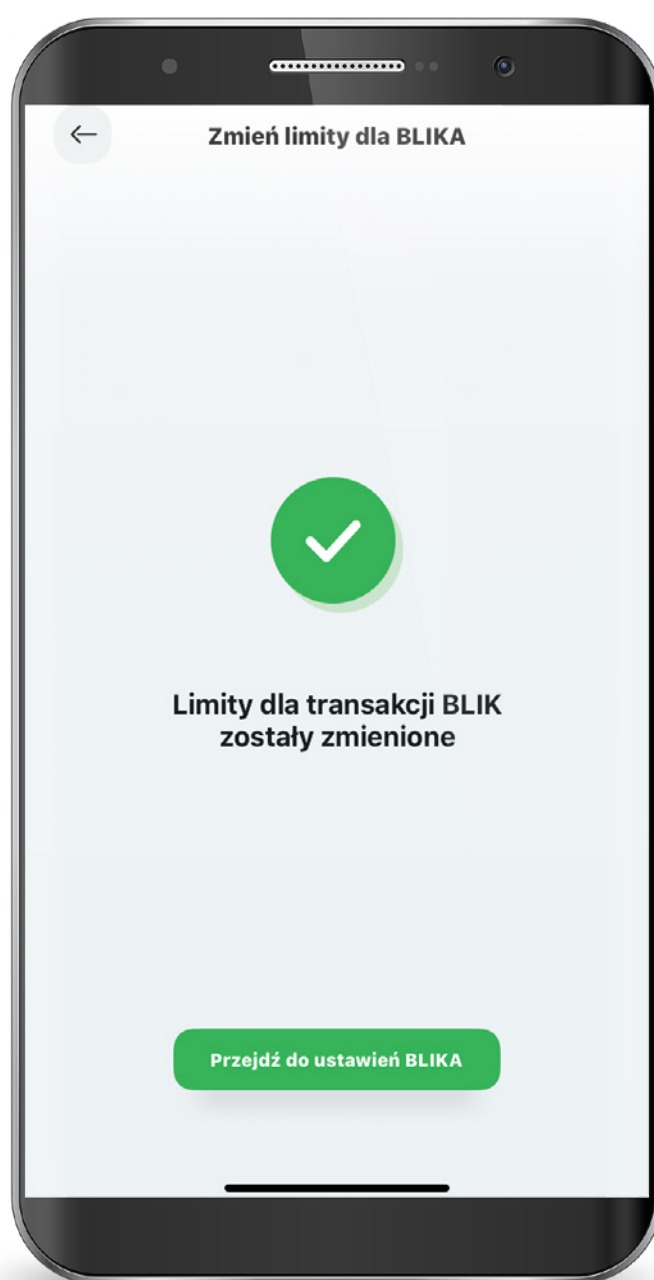 Zmień limity dla BLIKA
Limity dla transakcji BLIK
zostały zmienione
Przejdź do ustawień BLIKA